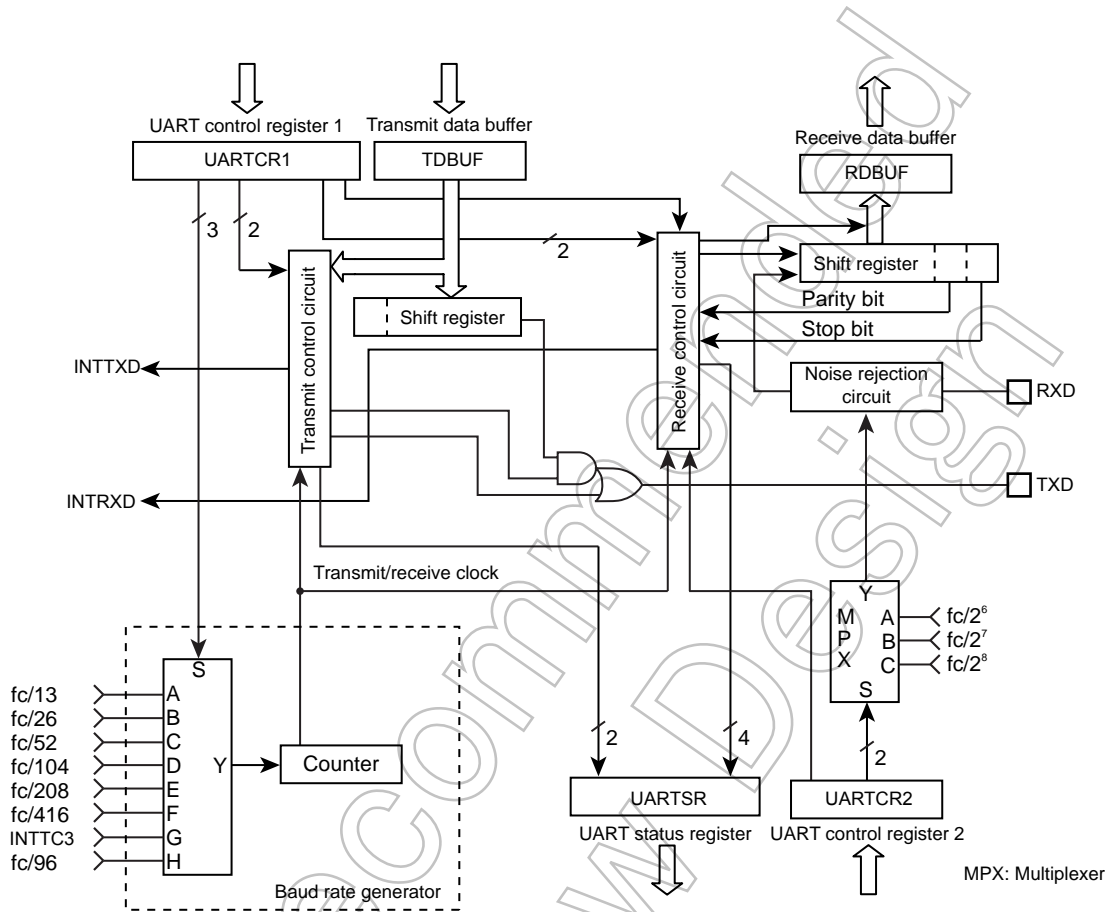 UART control register 1
Transmit data buffer
Receive data buffer
UARTCR1
TDBUF
RDBUF
3
2
2
Transmit control circuit
Receive control circuit
Shift register
Shift register
Parity bit
Stop bit
INTTXD
Noise rejection
circuit
RXD
INTRXD
TXD
Transmit/receive clock
Y
M
P
X
A
B
C
S
fc/2⁶
fc/2⁷
fc/2⁸
S
fc/13
A
fc/26
B
fc/52
C
fc/104
D
Y
Counter
fc/208
E
fc/416
F
INTTC3
G
fc/96
H
2
4
2
UARTSR
UARTCR2
UART status register
UART control register 2
Baud rate generator
MPX: Multiplexer
commended
w Design